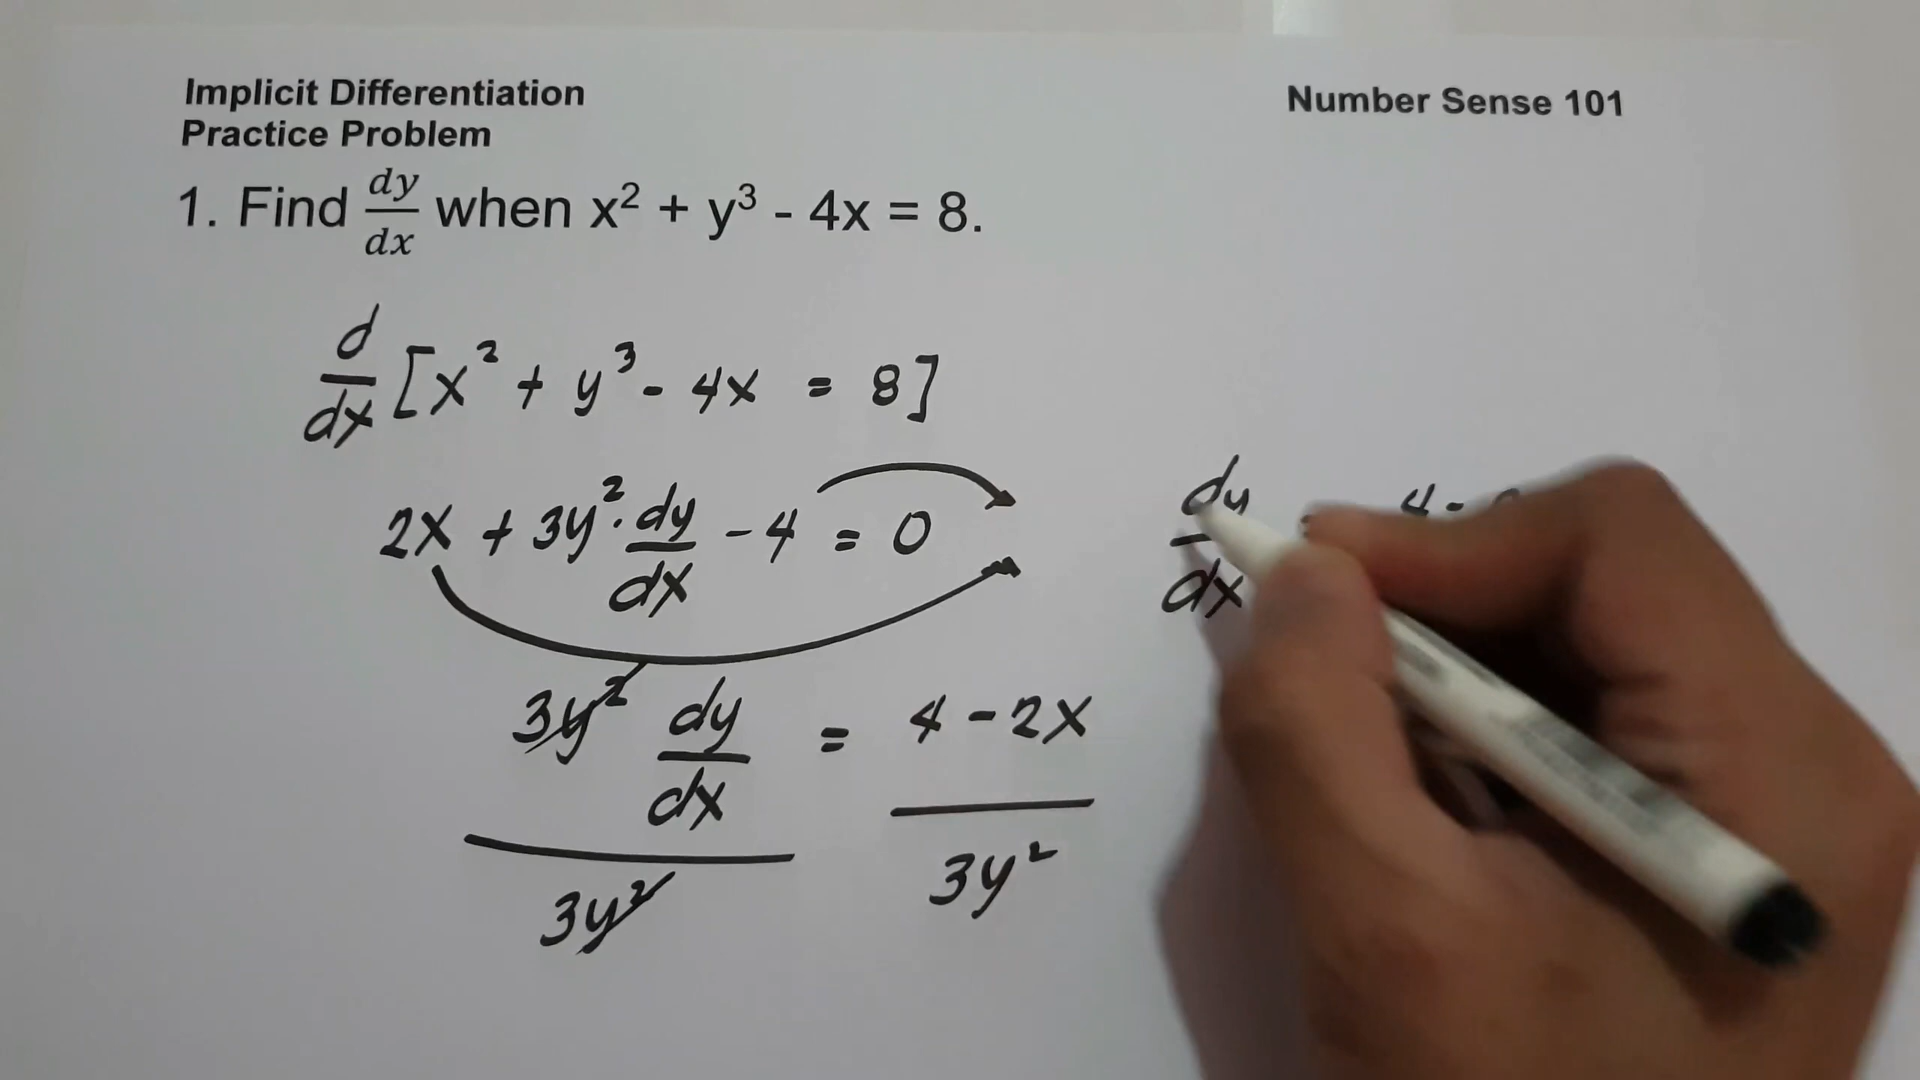 Implicit Differentiation
Practice Problem
Number Sense 101
1. Find dy/dx when x² + y³ - 4x = 8.
d/dx [x² + y³ - 4x = 8]
2x + 3y² · dy/dx - 4 = 0
3y² dy/dx = 4 - 2x
3y² 3y²
dy/dx 4 -